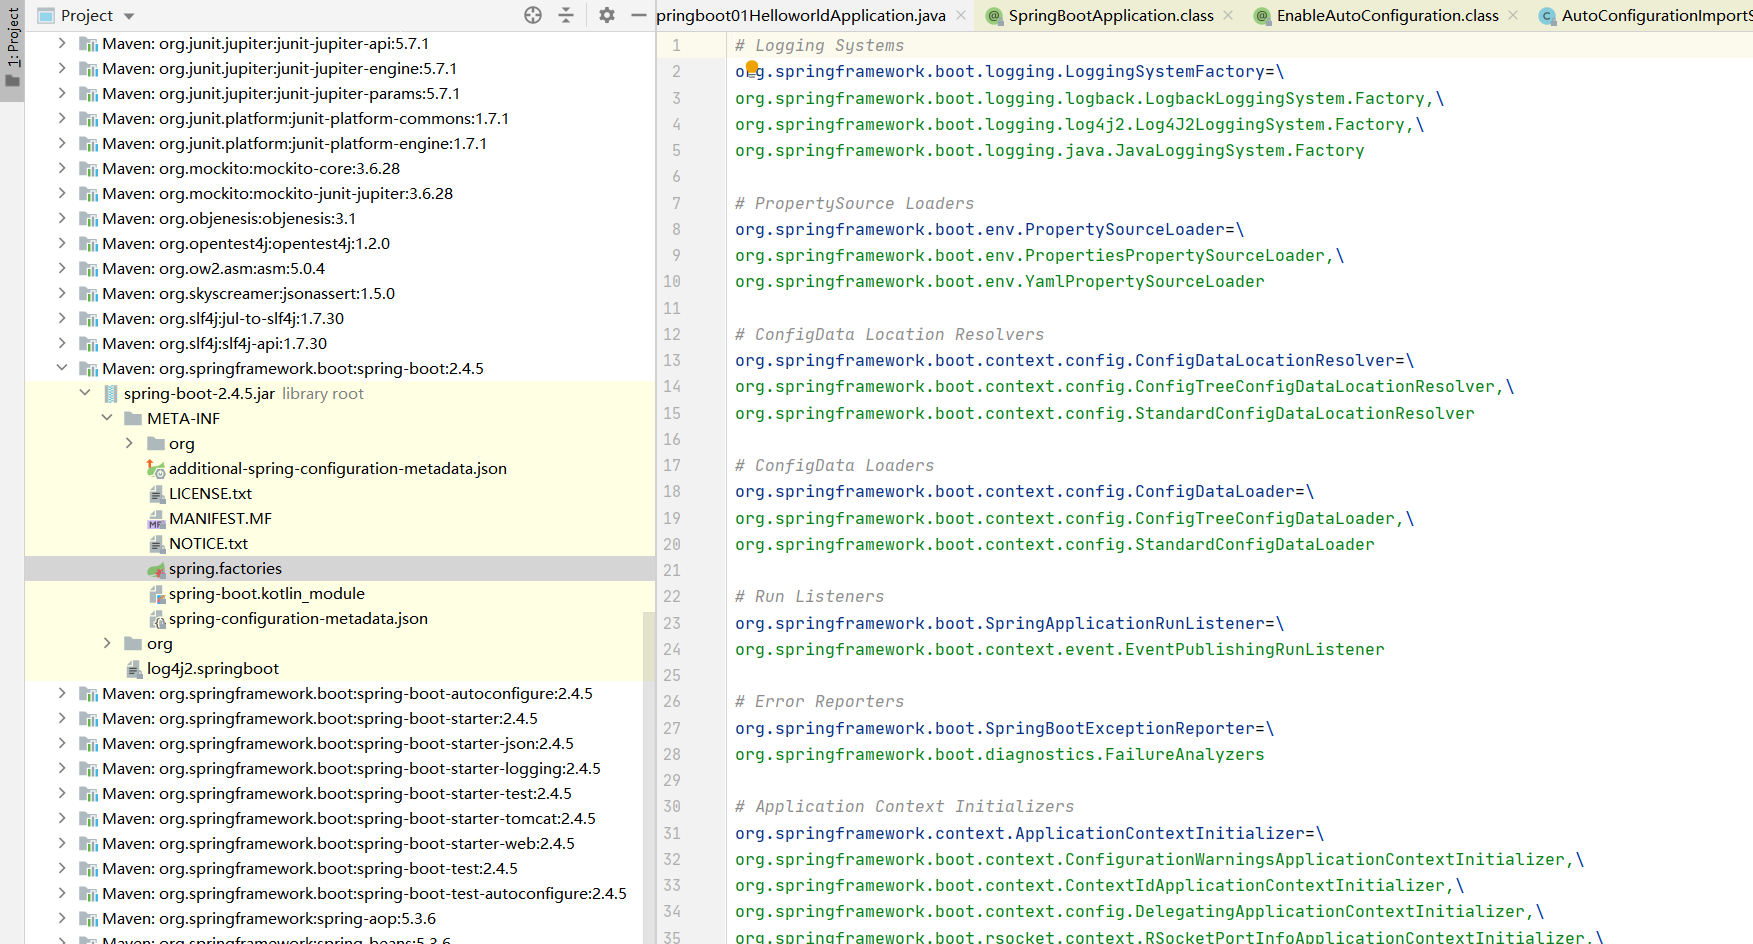 1: Project
Project
Maven: org.junit.jupiter:junit-jupiter-api:5.7.1
Maven: org.junit.jupiter:junit-jupiter-engine:5.7.1
Maven: org.junit.jupiter:junit-jupiter-params:5.7.1
Maven: org.junit.platform:junit-platform-commons:1.7.1
Maven: org.junit.platform:junit-platform-engine:1.7.1
Maven: org.mockito:mockito-core:3.6.28
Maven: org.mockito:mockito-junit-jupiter:3.6.28
Maven: org.objenesis:objenesis:3.1
Maven: org.opentest4j:opentest4j:1.2.0
Maven: org.ow2.asm:asm:5.0.4
Maven: org.skyscreamer:jsonassert:1.5.0
Maven: org.slf4j:jul-to-slf4j:1.7.30
Maven: org.slf4j:slf4j-api:1.7.30
Maven: org.springframework.boot:spring-boot:2.4.5
spring-boot-2.4.5.jar library root
META-INF
org
additional-spring-configuration-metadata.json
LICENSE.txt
MANIFEST.MF
NOTICE.txt
spring.factories
spring-boot.kotlin_module
spring-configuration-metadata.json
org
log4j2.springboot
Maven: org.springframework.boot:spring-boot-autoconfigure:2.4.5
Maven: org.springframework.boot:spring-boot-starter:2.4.5
Maven: org.springframework.boot:spring-boot-starter-json:2.4.5
Maven: org.springframework.boot:spring-boot-starter-logging:2.4.5
Maven: org.springframework.boot:spring-boot-starter-test:2.4.5
Maven: org.springframework.boot:spring-boot-starter-tomcat:2.4.5
Maven: org.springframework.boot:spring-boot-starter-web:2.4.5
Maven: org.springframework.boot:spring-boot-test:2.4.5
Maven: org.springframework.boot:spring-boot-test-autoconfigure:2.4.5
Maven: org.springframework:spring-aop:5.3.6
Maven: org.springframework:spring-beans:5.3.6
pringboot01HelloworldApplication.java SpringBootApplication.class EnableAutoConfiguration.class AutoConfigurationImportS
1 # Logging Systems
2 org.springframework.boot.logging.LoggingSystemFactory=\
3 org.springframework.boot.logging.logback.LogbackLoggingSystem.Factory,\
4 org.springframework.boot.logging.log4j2.Log4J2LoggingSystem.Factory,\
5 org.springframework.boot.logging.java.JavaLoggingSystem.Factory
6
7 # PropertySource Loaders
8 org.springframework.boot.env.PropertySourceLoader=\
9 org.springframework.boot.env.PropertiesPropertySourceLoader,\
10 org.springframework.boot.env.YamlPropertySourceLoader
11
12 # ConfigData Location Resolvers
13 org.springframework.boot.context.config.ConfigDataLocationResolver=\
14 org.springframework.boot.context.config.ConfigTreeConfigDataLocationResolver,\
15 org.springframework.boot.context.config.StandardConfigDataLocationResolver
16
17 # ConfigData Loaders
18 org.springframework.boot.context.config.ConfigDataLoader=\
19 org.springframework.boot.context.config.ConfigTreeConfigDataLoader,\
20 org.springframework.boot.context.config.StandardConfigDataLoader
21
22 # Run Listeners
23 org.springframework.boot.SpringApplicationRunListener=\
24 org.springframework.boot.context.event.EventPublishingRunListener
25
26 # Error Reporters
27 org.springframework.boot.SpringBootExceptionReporter=\
28 org.springframework.boot.diagnostics.FailureAnalyzers
29
30 # Application Context Initializers
31 org.springframework.context.ApplicationContextInitializer=\
32 org.springframework.boot.context.ConfigurationWarningsApplicationContextInitializer,\
33 org.springframework.boot.context.ContextIdApplicationContextInitializer,\
34 org.springframework.boot.context.config.DelegatingApplicationContextInitializer,\
35 org.springframework.boot.rsocket.context.RSocketPortInfoApplicationContextInitializer,\